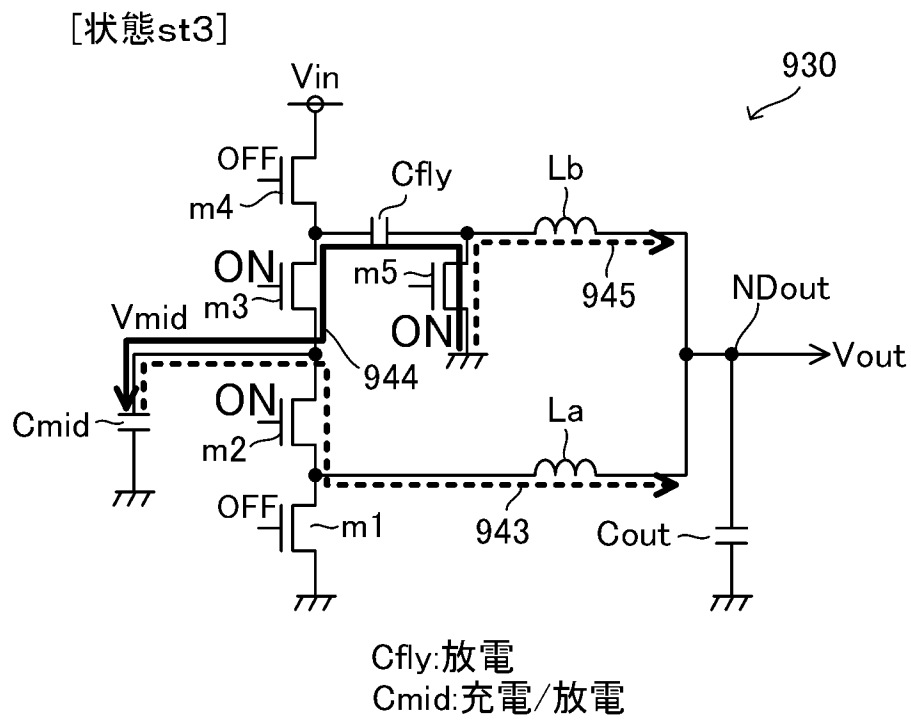 [状態st3]
Vin
930
OFF
m4
Cfly
Lb
ON
m3
m5
945
NDout
Vmid
ON
944
Vout
Cmid
ON
m2
La
OFF
m1
943
Cout
Cfly:放電
Cmid:充電/放電